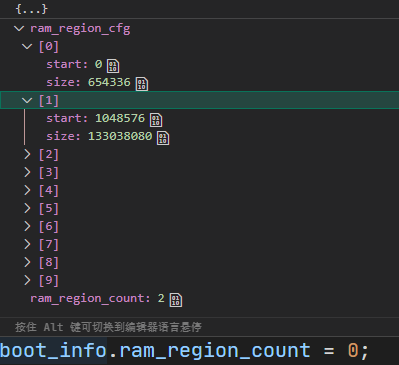 {...}
ram_region_cfg
[0]
start: 0
size: 654336
[1]
start: 1048576
size: 133038080
[2]
[3]
[4]
[5]
[6]
[7]
[8]
[9]
ram_region_count: 2
按住 Alt 键可切换到编辑器语言悬停
boot_info.ram_region_count = 0;